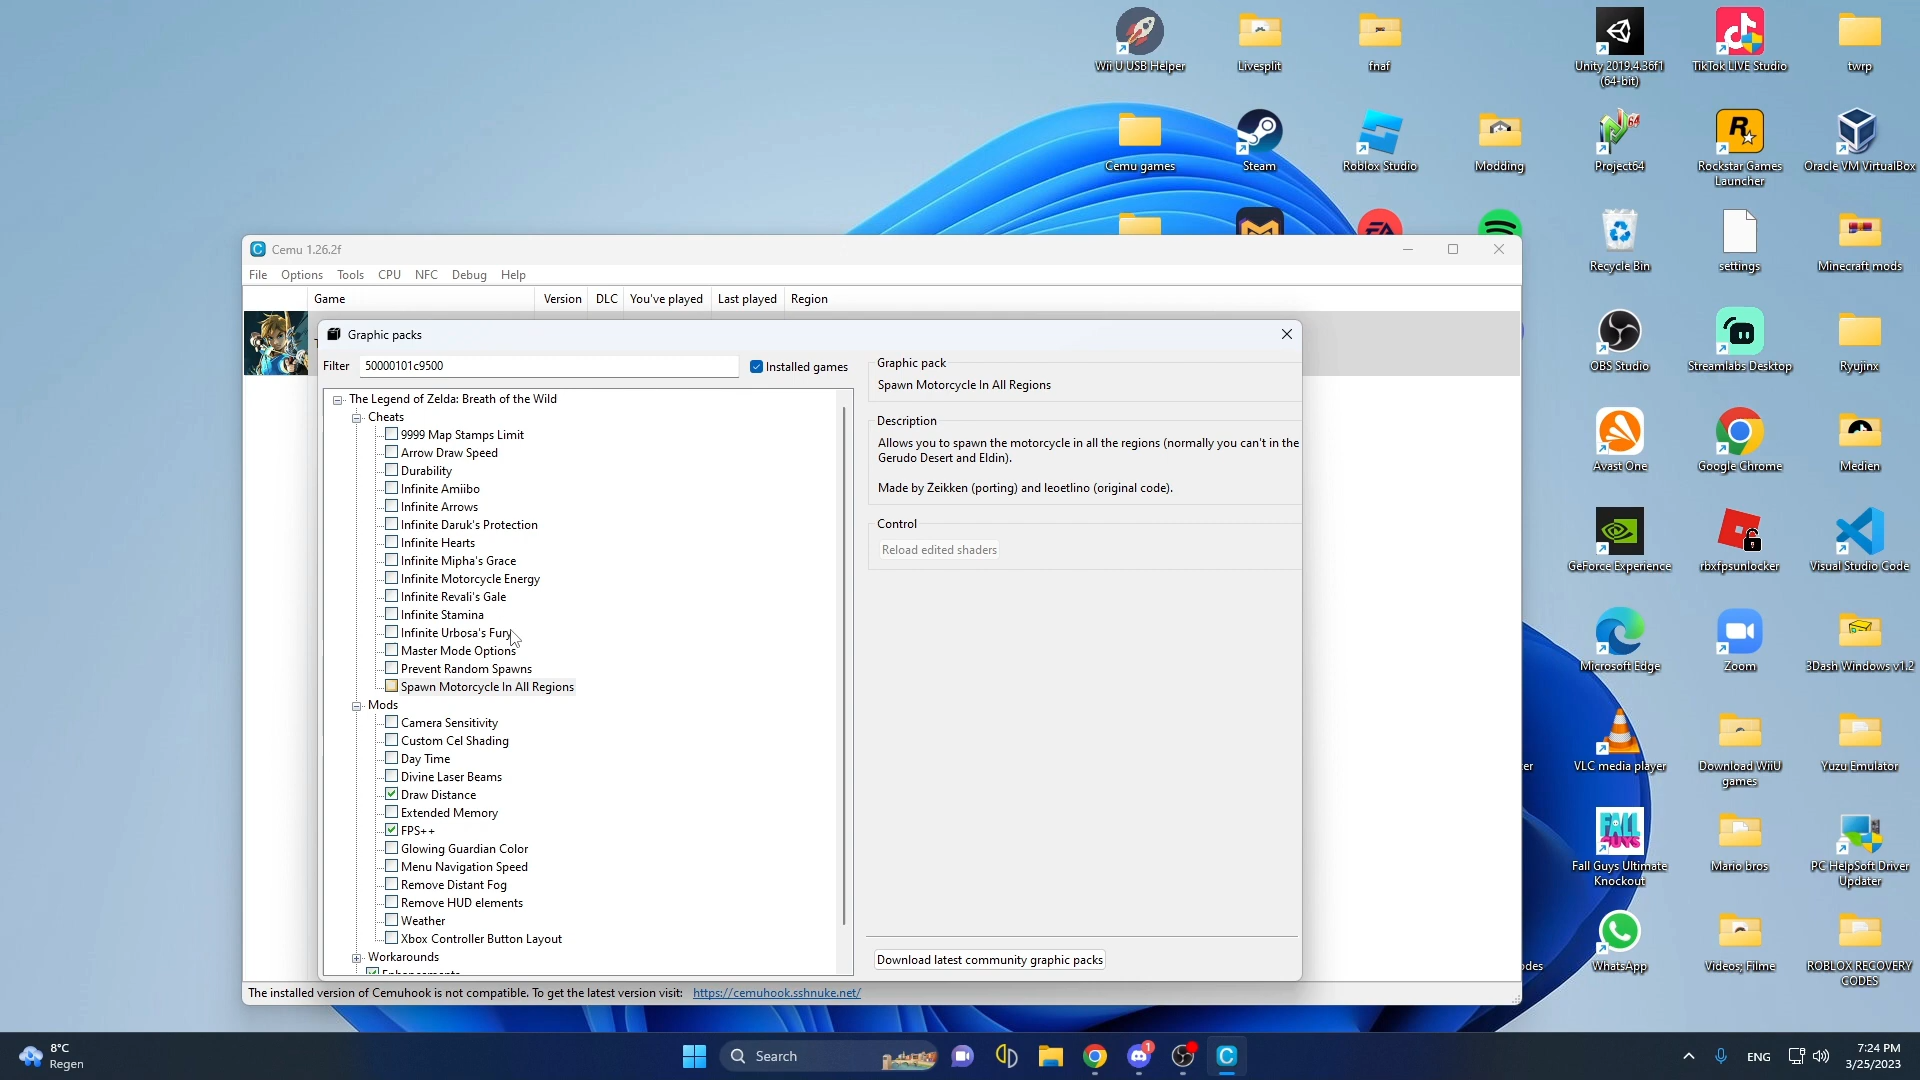 Wii U USB Helper
Livesplit
fnaf
Unity 2019.4.36f1
(64-bit)
TikTok LIVE Studio
twrp
Cemu games
Steam
Roblox Studio
Modding
Project64
Rockstar Games
Launcher
Oracle VM VirtualBox
Recycle Bin
settings
Minecraft mods
OBS Studio
Streamlabs Desktop
Ryujinx
Avast One
Google Chrome
Medien
GeForce Experience
rbxfpsunlocker
Visual Studio Code
Microsoft Edge
Zoom
3Dash Windows v1.2
er
VLC media player
Download WiiU
games
Yuzu Emulator
Fall Guys Ultimate
Knockout
Mario bros
PC HelpSoft Driver
Updater
odes
WhatsApp
Videos; Filme
ROBLOX RECOVERY
CODES
Cemu 1.26.2f
File Options Tools CPU NFC Debug Help
Game Version DLC You've played Last played Region
Graphic packs
Filter 50000101c9500 Installed games
The Legend of Zelda: Breath of the Wild
Cheats
9999 Map Stamps Limit
Arrow Draw Speed
Durability
Infinite Amiibo
Infinite Arrows
Infinite Daruk's Protection
Infinite Hearts
Infinite Mipha's Grace
Infinite Motorcycle Energy
Infinite Revali's Gale
Infinite Stamina
Infinite Urbosa's Fury
Master Mode Options
Prevent Random Spawns
Spawn Motorcycle In All Regions
Mods
Camera Sensitivity
Custom Cel Shading
Day Time
Divine Laser Beams
Draw Distance
Extended Memory
FPS++
Glowing Guardian Color
Menu Navigation Speed
Remove Distant Fog
Remove HUD elements
Weather
Xbox Controller Button Layout
Workarounds
Graphic pack
Spawn Motorcycle In All Regions
Description
Allows you to spawn the motorcycle in all the regions (normally you can't in the
Gerudo Desert and Eldin).
Made by Zeikken (porting) and leoetlino (original code).
Control
Reload edited shaders
Download latest community graphic packs
The installed version of Cemuhook is not compatible. To get the latest version visit: https://cemuhook.sshnuke.net/
8°C
Regen
Search
1
ENG
7:24 PM
3/25/2023